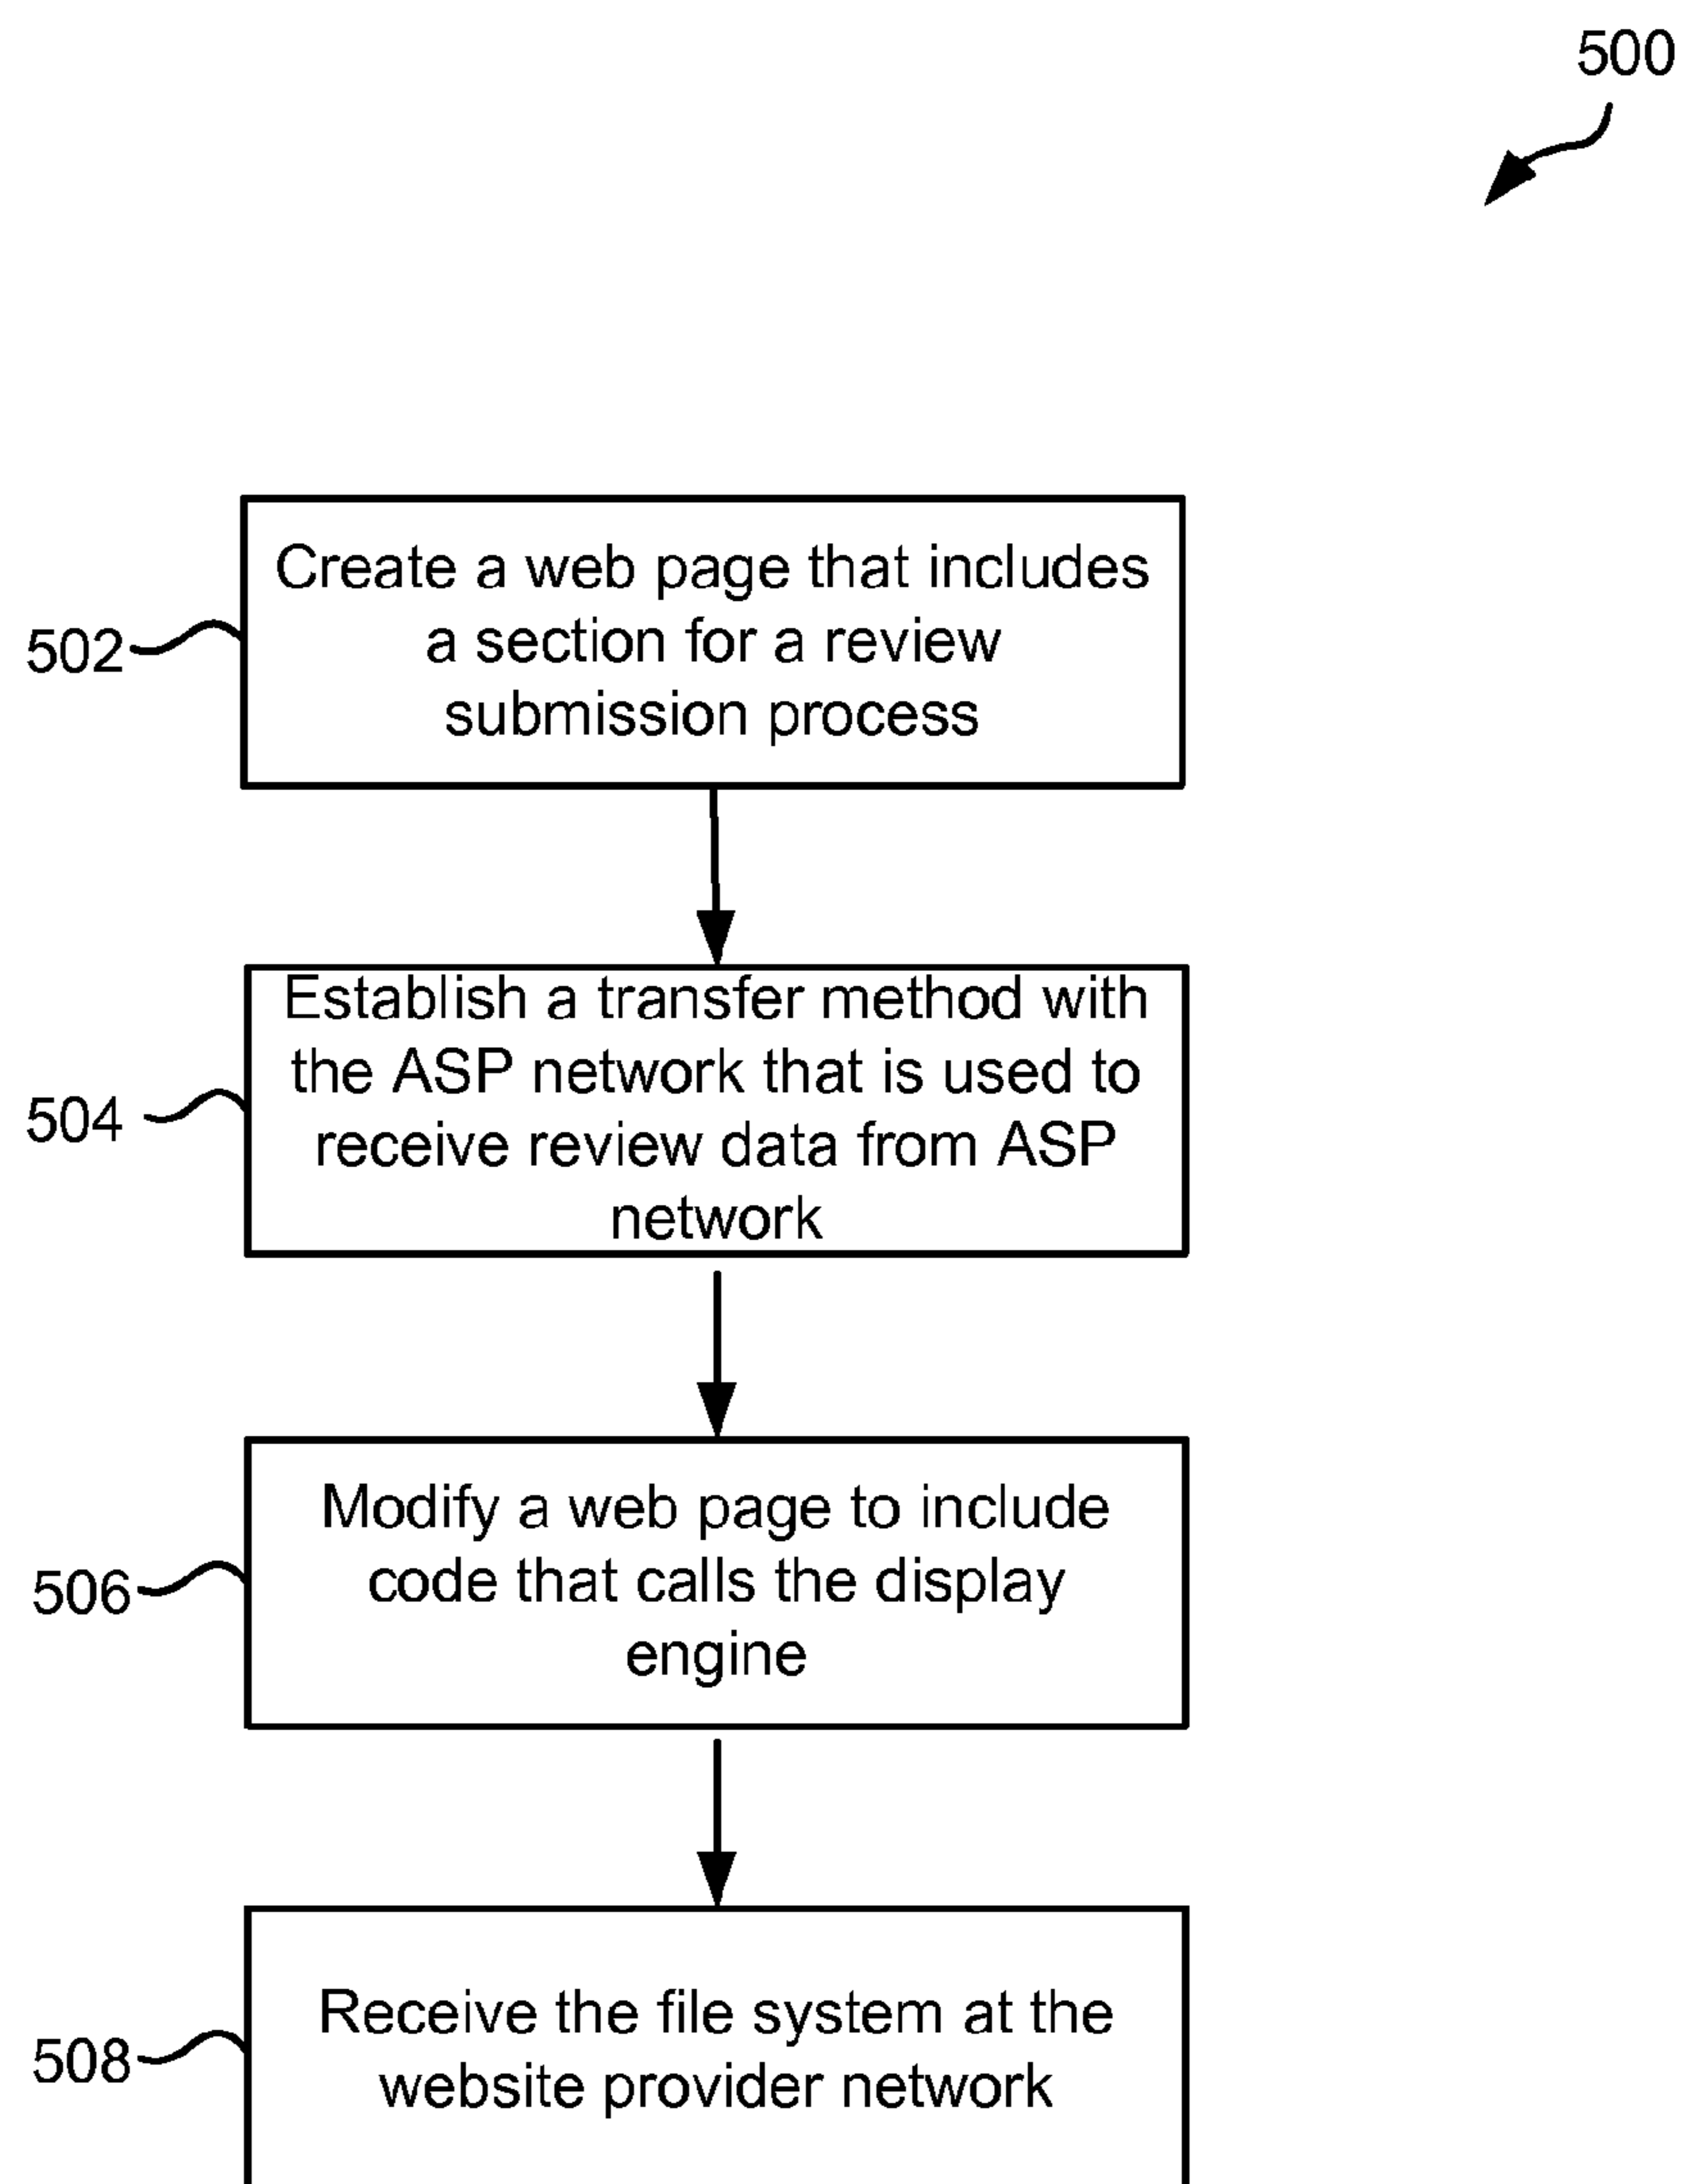 500
Create a web page that includes
a section for a review
submission process
502
Establish a transfer method with
the ASP network that is used to
receive review data from ASP
network
504
Modify a web page to include
code that calls the display
engine
506
Receive the file system at the
website provider network
508